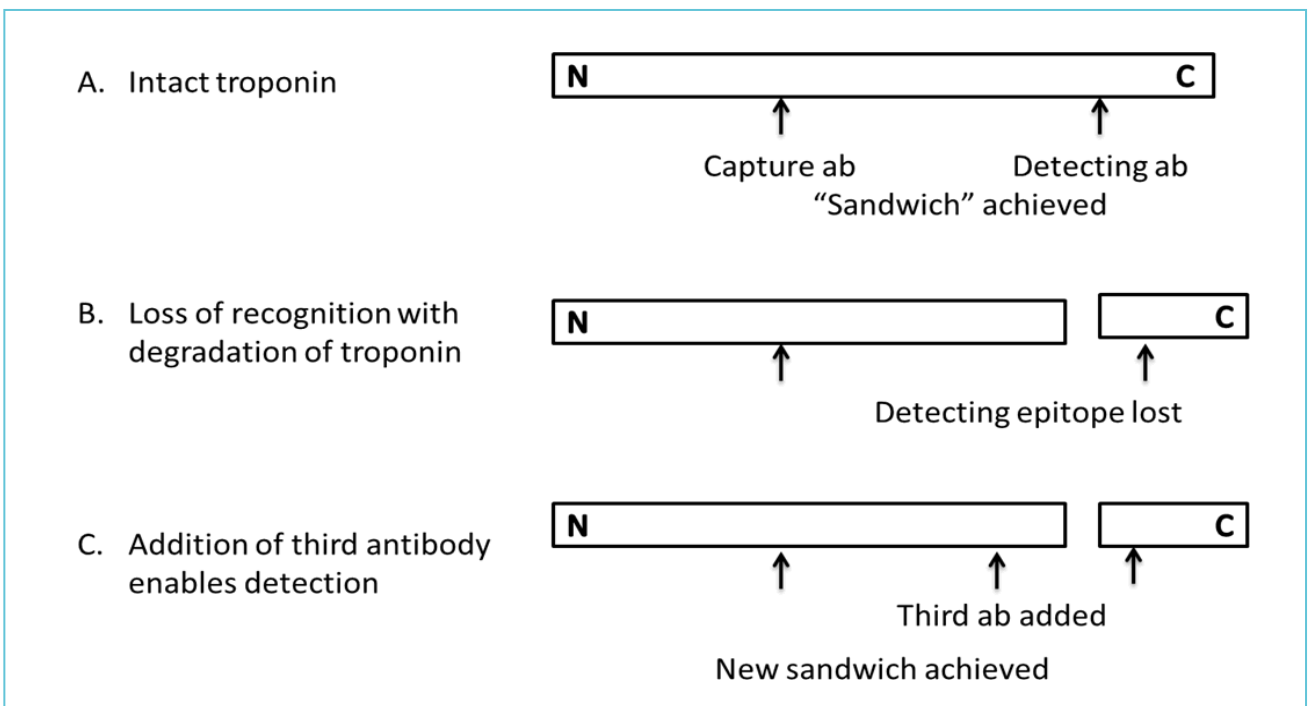 A. Intact troponin
N
C
Capture ab
Detecting ab
“Sandwich” achieved
B. Loss of recognition with
degradation of troponin
N
C
Detecting epitope lost
C. Addition of third antibody
enables detection
N
C
Third ab added
New sandwich achieved